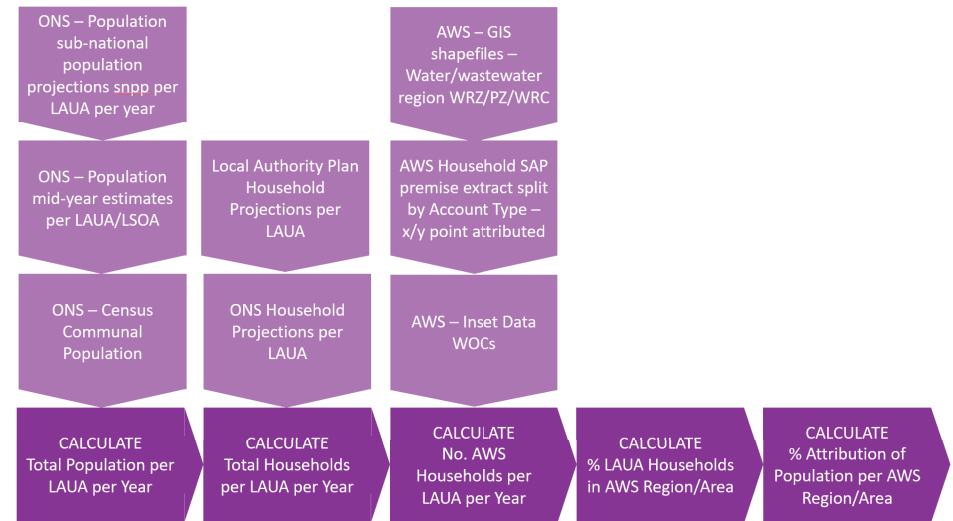 ONS – Population
sub-national
population
projections snpp per
LAUA per year
ONS – Population
mid-year estimates
per LAUA/LSOA
ONS – Census
Communal
Population
CALCULATE
Total Population per
LAUA per Year
Local Authority Plan
Household
Projections per
LAUA
ONS Household
Projections per
LAUA
CALCULATE
Total Households
per LAUA per Year
AWS – GIS
shapefiles –
Water/wastewater
region WRZ/PZ/WRC
AWS Household SAP
premise extract split
by Account Type –
x/y point attributed
AWS – Inset Data
WOCs
CALCULATE
No. AWS
Households per
LAUA per Year
CALCULATE
% LAUA Households
in AWS Region/Area
CALCULATE
% Attribution of
Population per AWS
Region/Area